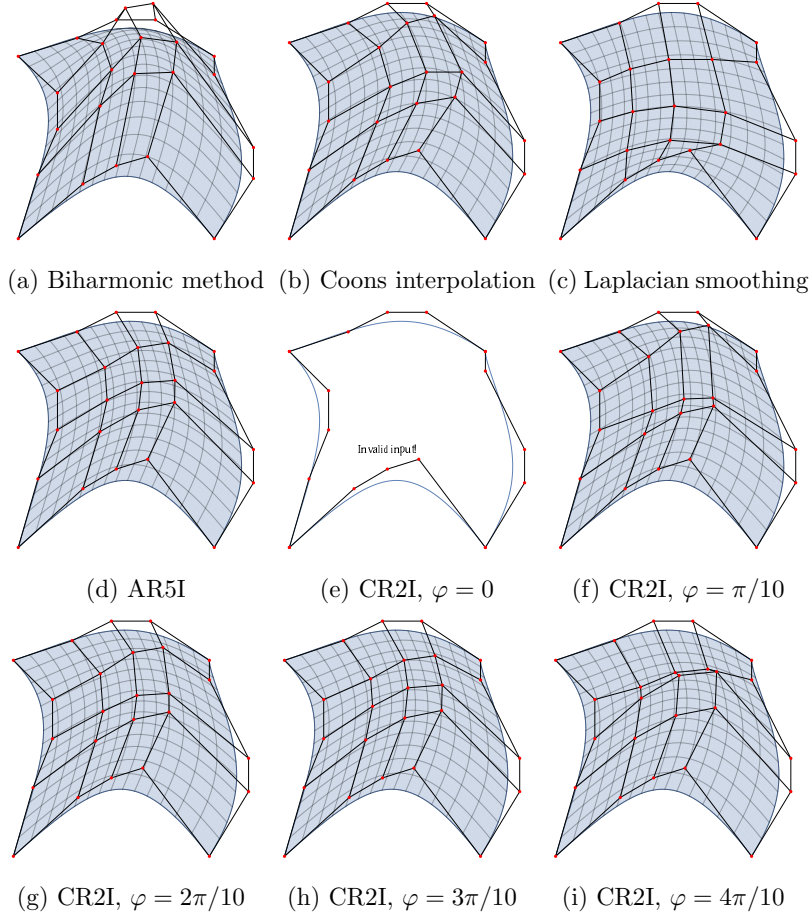 (a) Biharmonic method (b) Coons interpolation (c) Laplacian smoothing
Invalid input!
(d) AR5I (e) CR2I, φ = 0 (f) CR2I, φ = π/10
(g) CR2I, φ = 2π/10 (h) CR2I, φ = 3π/10 (i) CR2I, φ = 4π/10